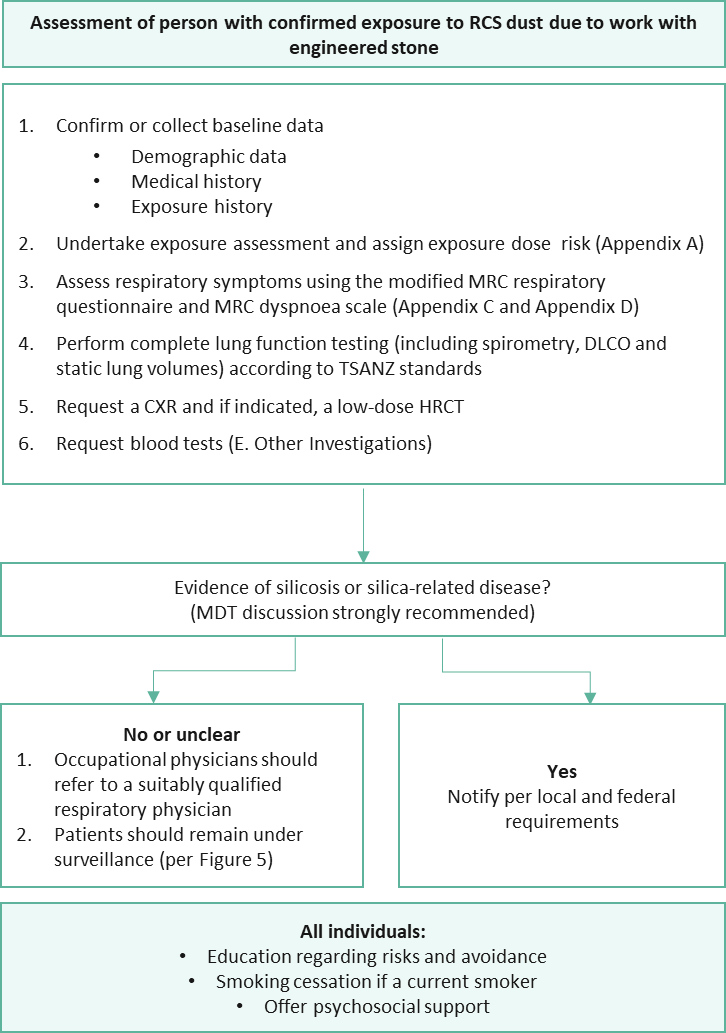 Assessment of person with confirmed exposure to RCS dust due to work with
engineered stone
1. Confirm or collect baseline data
• Demographic data
• Medical history
• Exposure history
2. Undertake exposure assessment and assign exposure dose risk (Appendix A)
3. Assess respiratory symptoms using the modified MRC respiratory
questionnaire and MRC dyspnoea scale (Appendix C and Appendix D)
4. Perform complete lung function testing (including spirometry, DLCO and
static lung volumes) according to TSANZ standards
5. Request a CXR and if indicated, a low-dose HRCT
6. Request blood tests (E. Other Investigations)
Evidence of silicosis or silica-related disease?
(MDT discussion strongly recommended)
No or unclear
1. Occupational physicians should
refer to a suitably qualified
respiratory physician
2. Patients should remain under
surveillance (per Figure 5)
Yes
Notify per local and federal
requirements
All individuals:
• Education regarding risks and avoidance
• Smoking cessation if a current smoker
• Offer psychosocial support